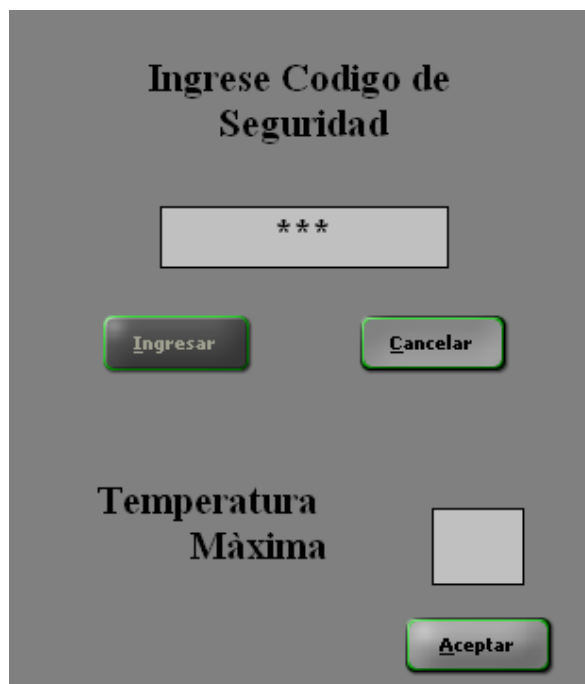 Ingrese Codigo de
Seguridad
***
Ingresar
Cancelar
Temperatura
Màxima
Aceptar